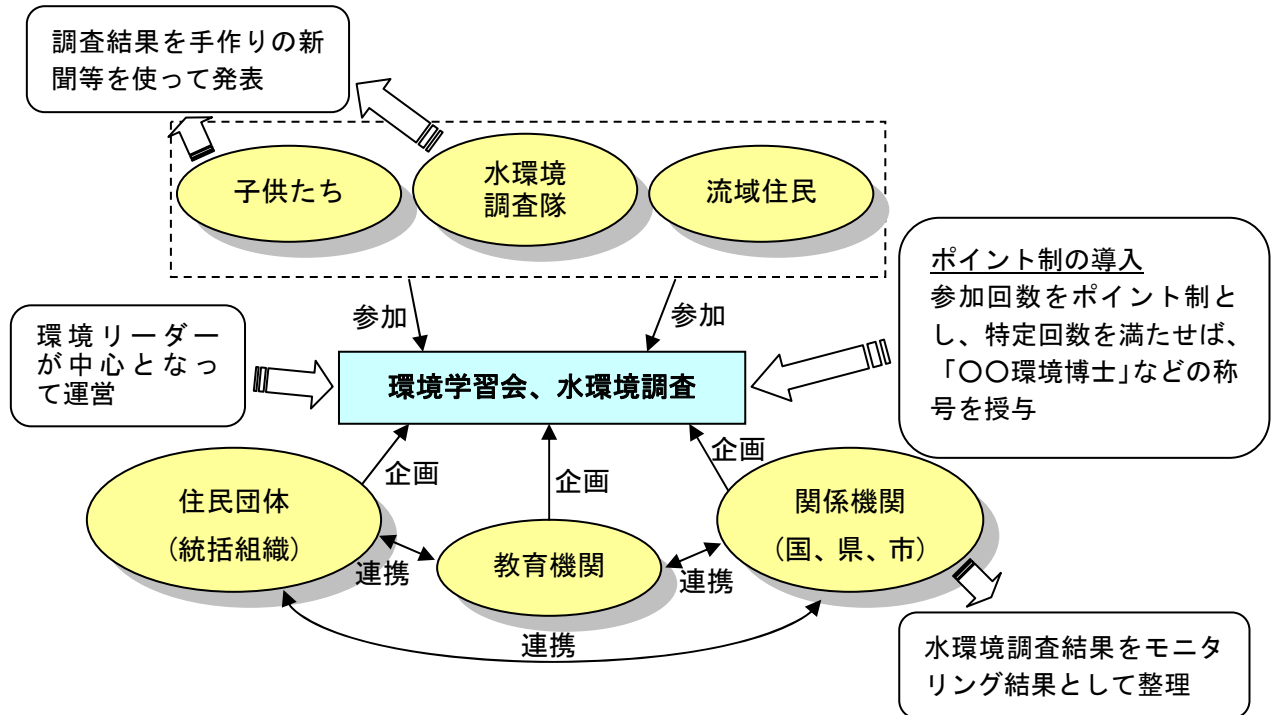 調査結果を手作りの新
聞等を使って発表
子供たち
水環境
調査隊
流域住民
ポイント制の導入
参加回数をポイント制と
し、特定回数を満たせば、
「〇〇環境博士」などの称
号を授与
参加
参加
環境リーダー
が中心となっ
て運営
環境学習会、水環境調査
企画
企画
企画
住民団体
（統括組織）
教育機関
関係機関
（国、県、市）
連携
連携
連携
水環境調査結果をモニタ
リング結果として整理